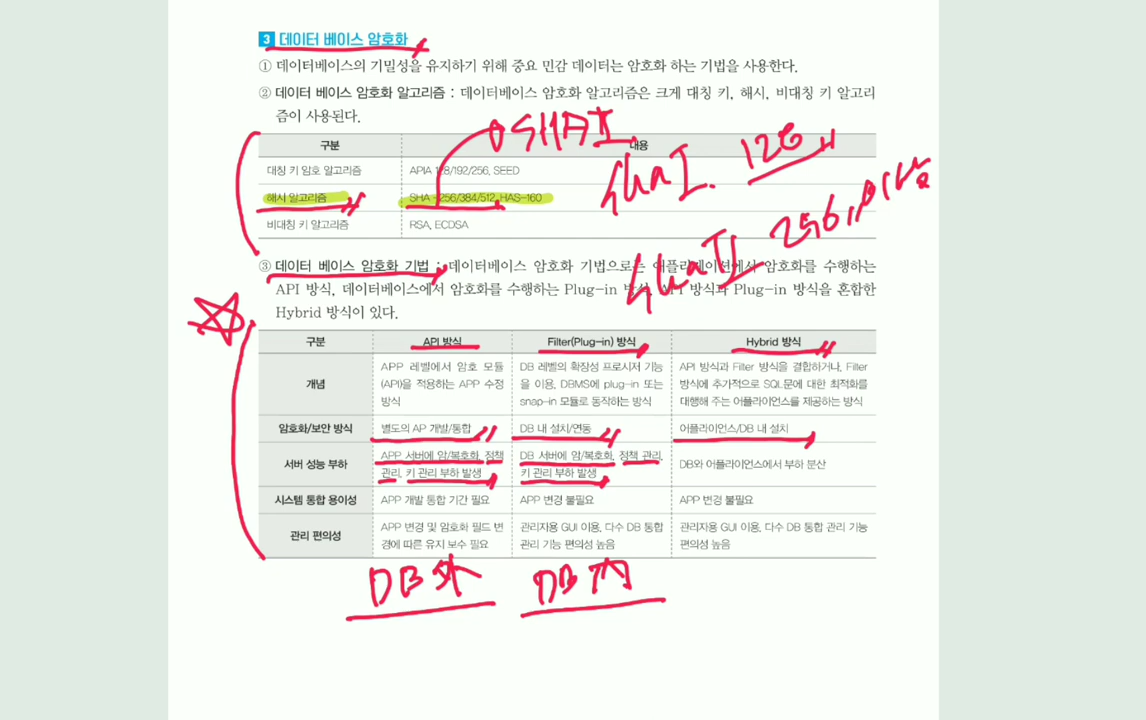 3 데이터 베이스 암호화
① 데이터베이스의 기밀성을 유지하기 위해 중요 민감 데이터는 암호화 하는 기법을 사용한다.
② 데이터 베이스 암호화 알고리즘 : 데이터베이스 암호화 알고리즘은 크게 대칭 키, 해시, 비대칭 키 알고리
즘이 사용된다.
SHA I
구분 내용
128
대칭 키 암호 알고리즘 APIA 128/192/256, SEED
Sha I.
해시 알고리즘 SHA -256/384/512, HAS-160
256 이상
비대칭 키 알고리즘 RSA, ECDSA
Sha II
③ 데이터 베이스 암호화 기법 : 데이터베이스 암호화 기법으로는 어플리케이션에서 암호화를 수행하는
API 방식, 데이터베이스에서 암호화를 수행하는 Plug-in 방식, API 방식과 Plug-in 방식을 혼합한
Hybrid 방식이 있다.
구분 API 방식 Filter(Plug-in) 방식 Hybrid 방식
개념
APP 레벨에서 암호 모듈
(API)을 적용하는 APP 수정
방식
DB 레벨의 확장성 프로시저 기능
을 이용, DBMS에 plug-in 또는
snap-in 모듈로 동작하는 방식
API 방식과 Filter 방식을 결합하거나, Filter
방식에 추가적으로 SQL문에 대한 최적화를
대행해 주는 어플라이언스를 제공하는 방식
암호화/보안 방식 별도의 AP 개발/통합 DB 내 설치/연동 어플라이언스/DB 내 설치
서버 성능 부하
APP 서버에 암/복호화, 정책
관리, 키 관리 부하 발생
DB 서버에 암/복호화, 정책 관리,
키 관리 부하 발생
DB와 어플라이언스에서 부하 분산
시스템 통합 용이성 APP 개발 통합 기간 필요 APP 변경 불필요 APP 변경 불필요
관리 편의성
APP 변경 및 암호화 필드 변
경에 따른 유지 보수 필요
관리자용 GUI 이용, 다수 DB 통합
관리 기능 편의성 높음
관리자용 GUI 이용, 다수 DB 통합 관리 기능
편의성 높음
DB 外 DB 內